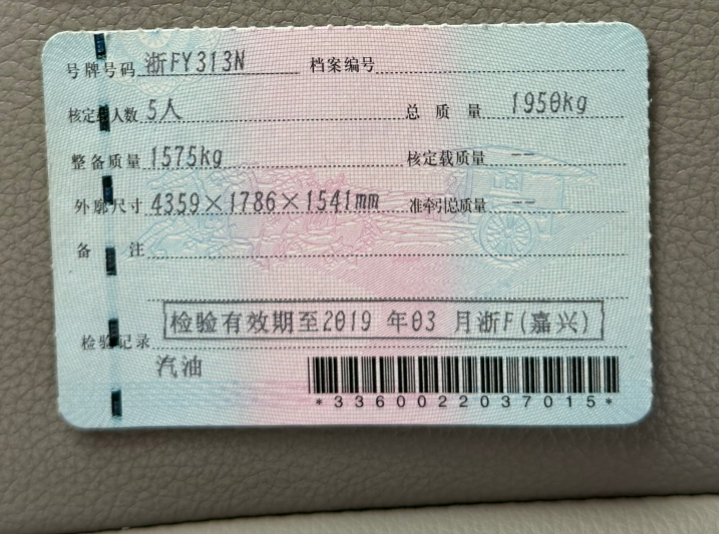 号牌号码 浙FY313N 档案编号
核定载人数 5人 总质量 1950kg
整备质量 1575kg 核定载质量 --
外廓尺寸 4359×1786×1541mm 准牵引总质量 --
备注
检验记录 检验有效期至2019 年03 月浙F(嘉兴)
汽油
*3360022037015*